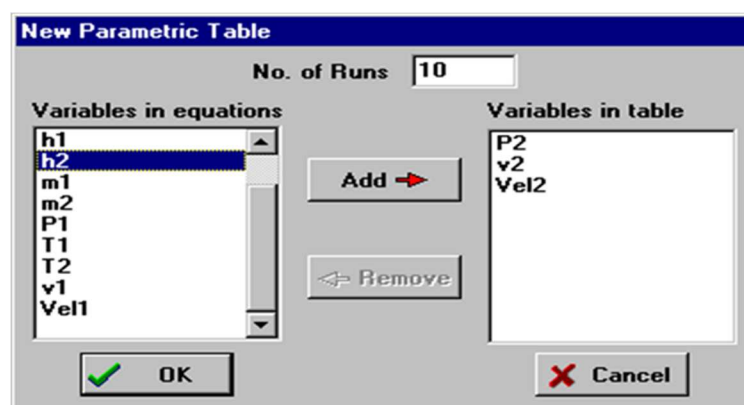 New Parametric Table
No. of Runs 10
Variables in equations
h1
h2
m1
m2
P1
T1
T2
v1
Vel1
Add
Remove
Variables in table
P2
v2
Vel2
OK
Cancel